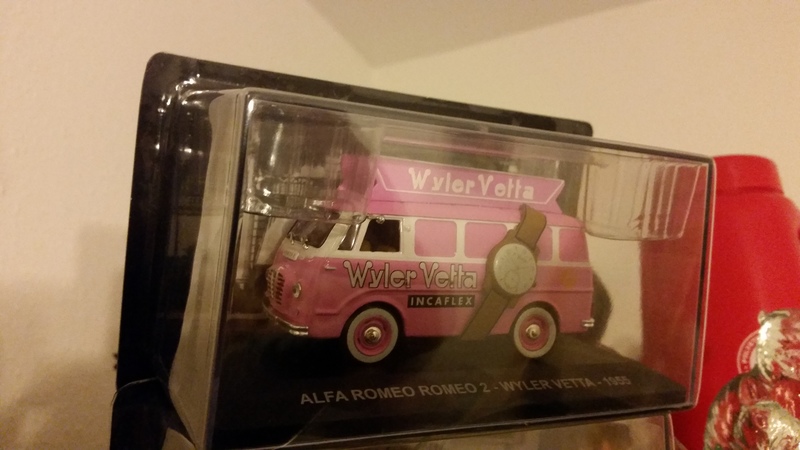 Wyler Vetta
Wyler Vetta
INCAFLEX
ALFA ROMEO ROMEO 2 - WYLER VETTA - 1955